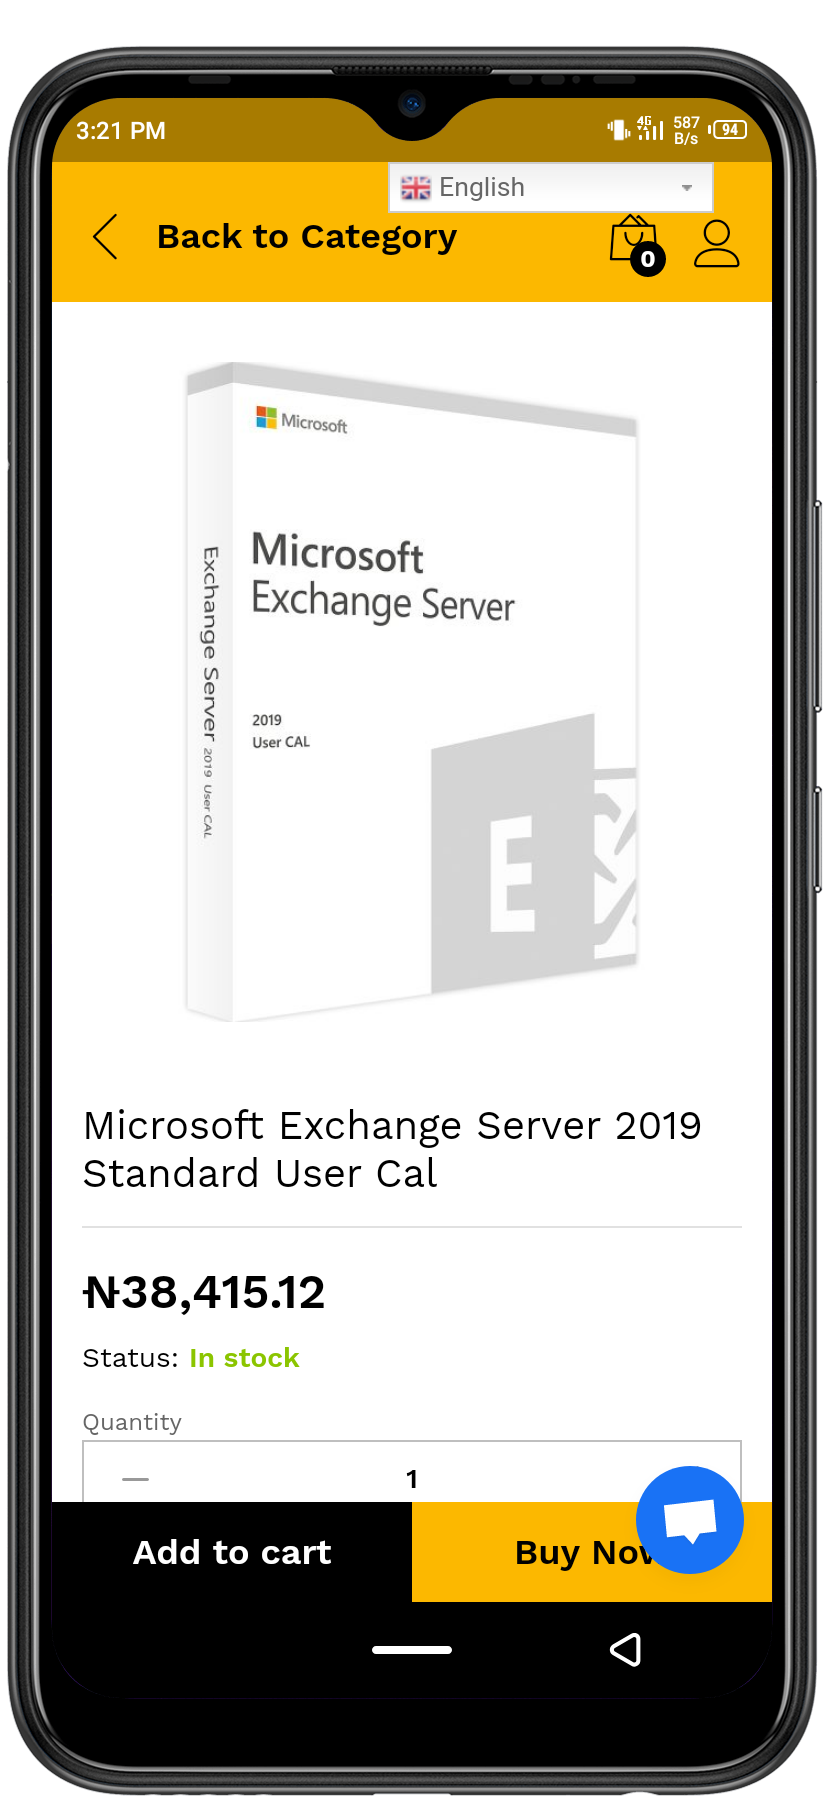 3:21 PM
4G
587
B/s
94
English
Back to Category
0
Microsoft
Microsoft
Exchange Server
Exchange Server 2019 User CAL
2019
User CAL
E
Microsoft Exchange Server 2019
Standard User Cal
₦38,415.12
Status: In stock
Quantity
1
Add to cart
Buy Now